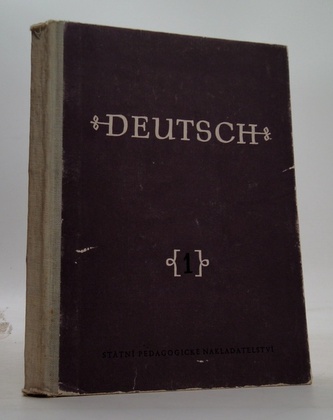 DEUTSCH
1
STÁTNÍ PEDAGOGICKÉ NAKLADATELSTVÍ